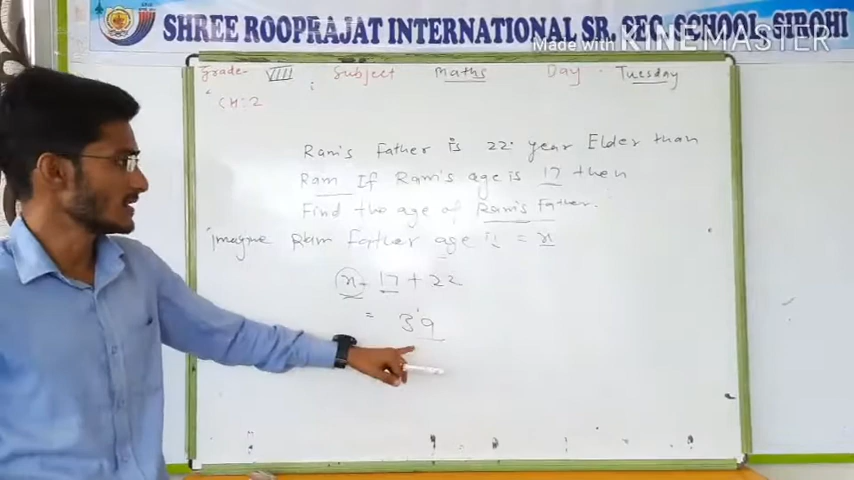 SHREE ROOPRAJAT INTERNATIONAL SR. SEC. SCHOOL, SIROHI
Made with KINEMASTER
Grade:- VIII Subject Maths Day Tuesday
CH:2
Ram's Father is 22 year Elder than
Ram If Ram's age is 17 then
Find the age of Ram's Father.
Imagine Ram Father age is = x
x = 17 + 22
= 39